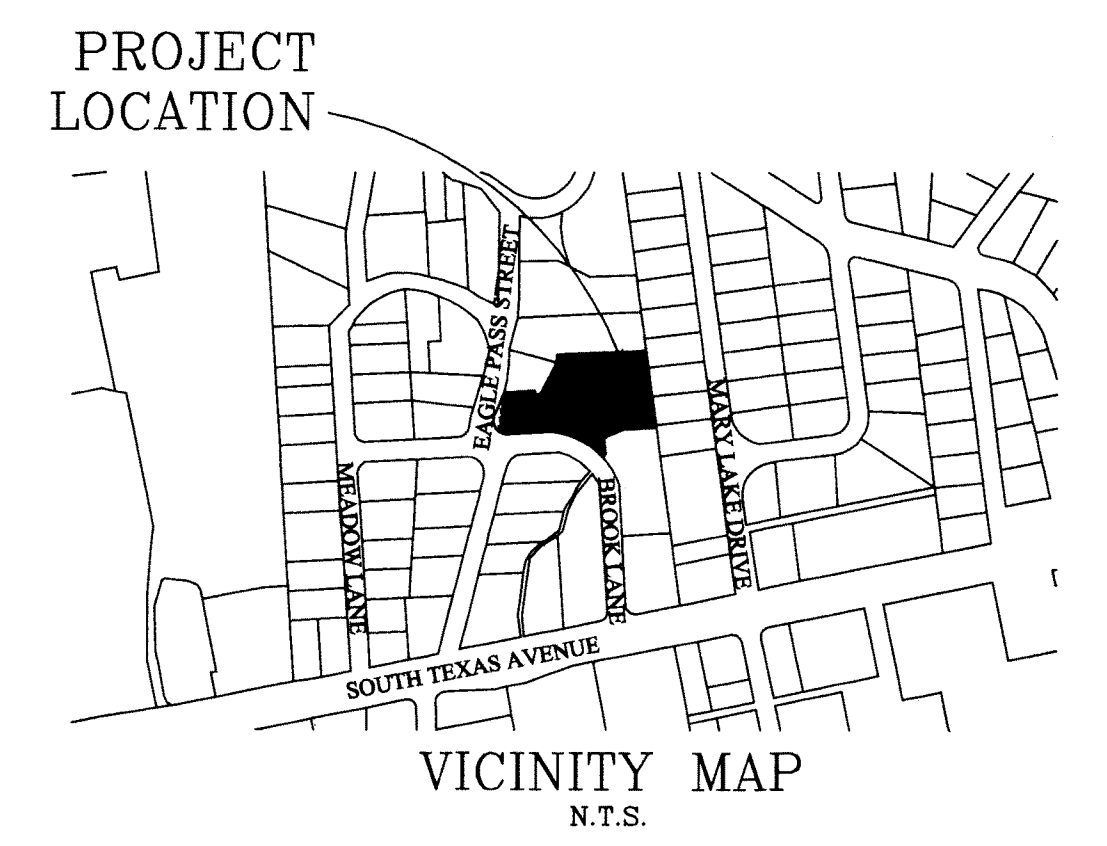 PROJECT
LOCATION
EAGLE PASS STREET
MARY LAKE DRIVE
MEADOW LANE
BROOK LANE
SOUTH TEXAS AVENUE
VICINITY MAP
N.T.S.